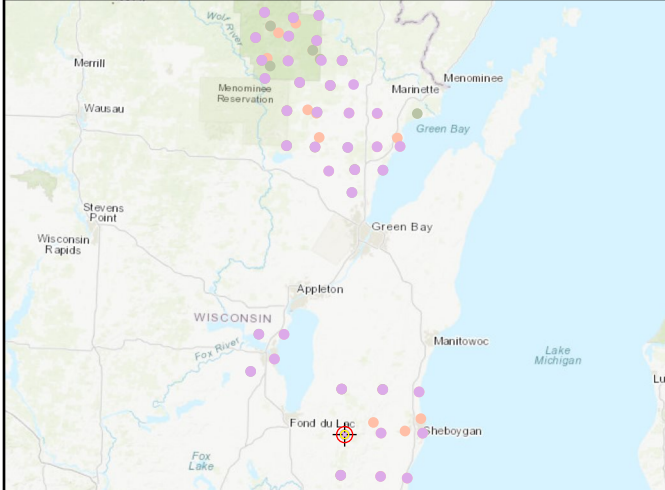 Wolf
River
Merrill
Menominee
Menominee
Reservation
Marinette
Wausau
Green Bay
Stevens
Point
Green Bay
Wisconsin
Rapids
Appleton
WISCONSIN
Manitowoc
Fox River
Lake
Michigan
Lu
Fond du Lac
Sheboygan
Fox
Lake